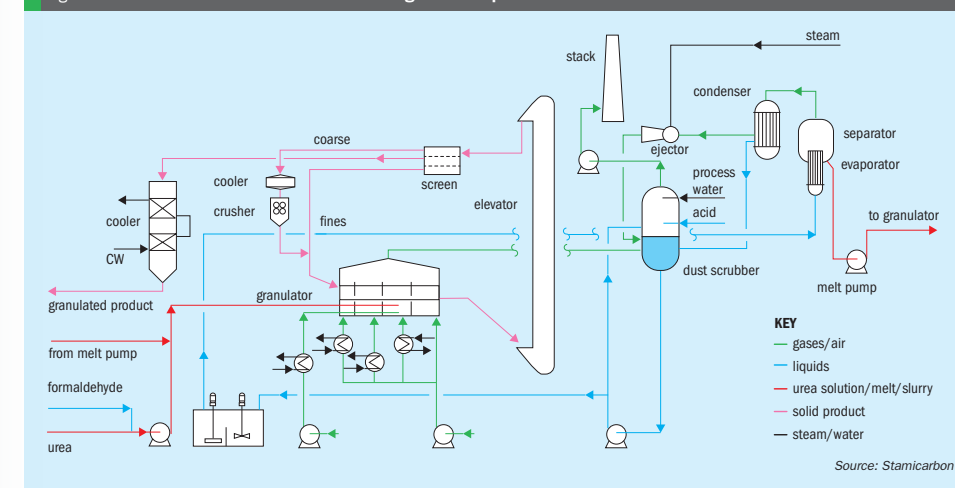 steam
stack
condenser
separator
ejector
evaporator
coarse
screen
process
water
cooler
crusher
elevator
acid
to granulator
cooler
fines
CW
dust scrubber
melt pump
granulated product
granulator
KEY
from melt pump
gases/air
liquids
formaldehyde
urea solution/melt/slurry
solid product
steam/water
urea
Source: Stamicarbon